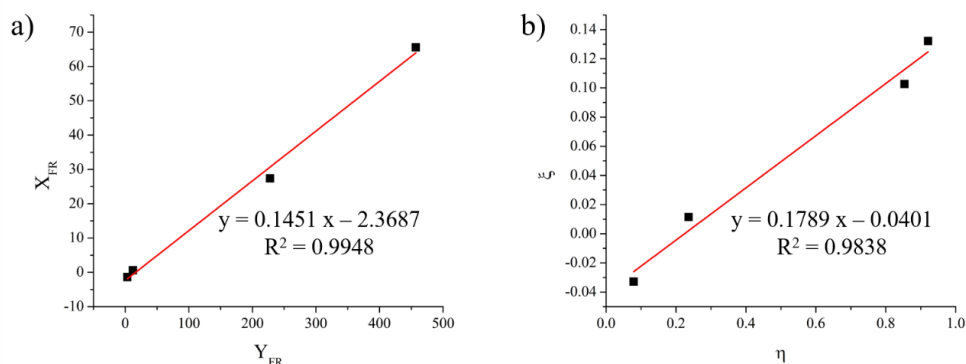 a)
70
60
50
40
30
20
10
0
-10
X_FR
y = 0.1451 x – 2.3687
R² = 0.9948
0 100 200 300 400 500
Y_FR
b)
0.14
0.12
0.10
0.08
0.06
0.04
0.02
0.00
-0.02
-0.04
ξ
y = 0.1789 x – 0.0401
R² = 0.9838
0.0 0.2 0.4 0.6 0.8 1.0
η